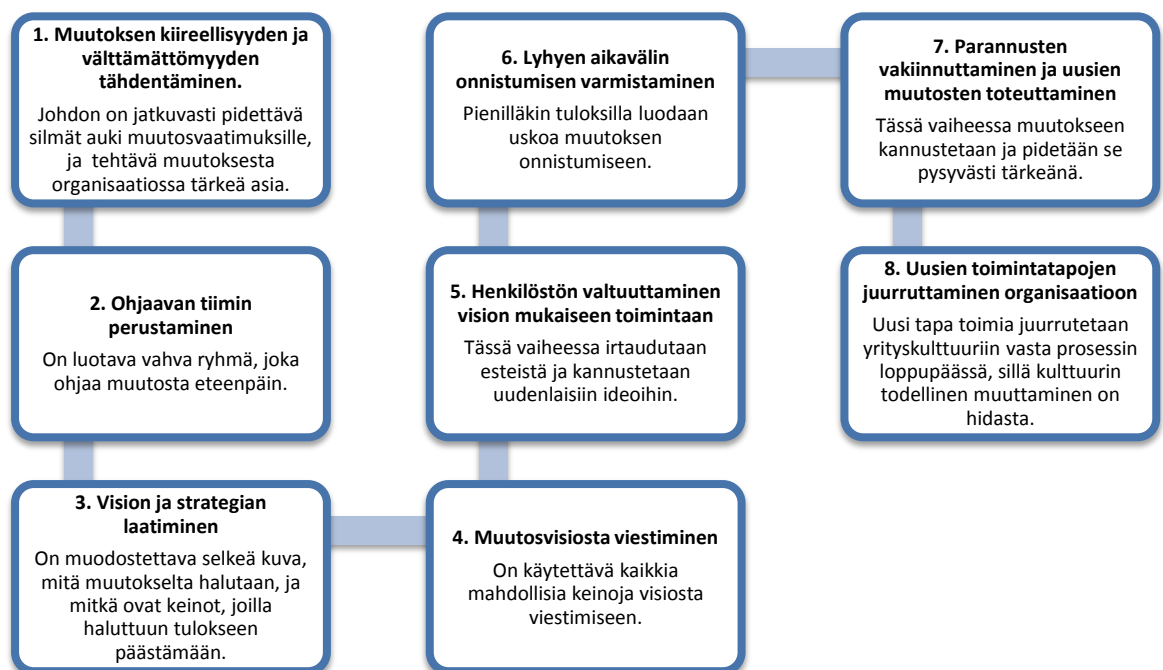 1. Muutoksen kiireellisyyden ja
välttämättömyyden
tähdentäminen.
Johdon on jatkuvasti pidettävä
silmät auki muutosvaatimuksille,
ja tehtävä muutoksesta
organisaatiossa tärkeä asia.
2. Ohjaavan tiimin
perustaminen
On luotava vahva ryhmä, joka
ohjaa muutosta eteenpäin.
3. Vision ja strategian
laatiminen
On muodostettava selkeä kuva,
mitä muutokselta halutaan, ja
mitkä ovat keinot, joilla
haluttuun tulokseen
päästämään.
4. Muutosvisiosta viestiminen
On käytettävä kaikkia
mahdollisia keinoja visiosta
viestimiseen.
5. Henkilöstön valtuuttaminen
vision mukaiseen toimintaan
Tässä vaiheessa irtaudutaan
esteistä ja kannustetaan
uudenlaisiin ideoihin.
6. Lyhyen aikavälin
onnistumisen varmistaminen
Pienilläkin tuloksilla luodaan
uskoa muutoksen
onnistumiseen.
7. Parannusten
vakiinnuttaminen ja uusien
muutosten toteuttaminen
Tässä vaiheessa muutokseen
kannustetaan ja pidetään se
pysyvästi tärkeänä.
8. Uusien toimintatapojen
juurruttaminen organisaatioon
Uusi tapa toimia juurrutetaan
yrityskulttuuriin vasta prosessin
loppupäässä, sillä kulttuurin
todellinen muuttaminen on
hidasta.